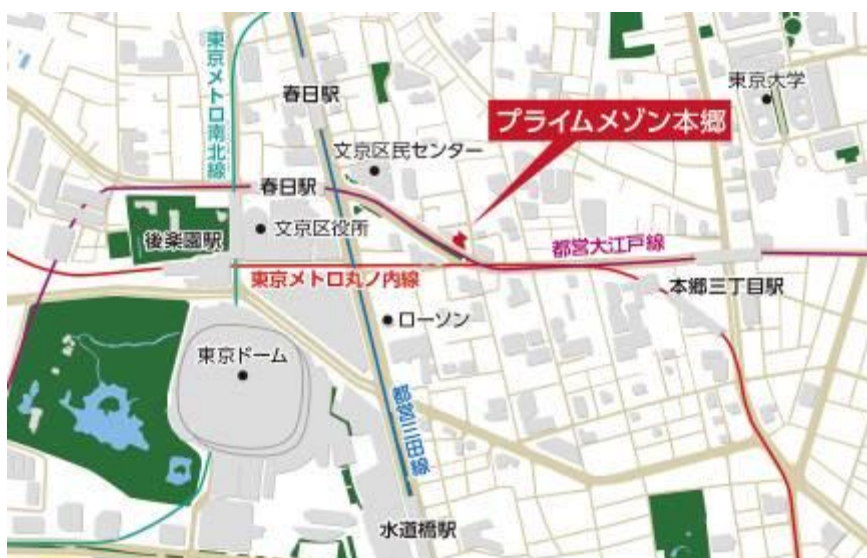 東京メトロ南北線
春日駅
東京大学
プライムメゾン本郷
文京区民センター
春日駅
文京区役所
後楽園駅
都営大江戸線
東京メトロ丸ノ内線
本郷三丁目駅
ローソン
東京ドーム
都営三田線
水道橋駅